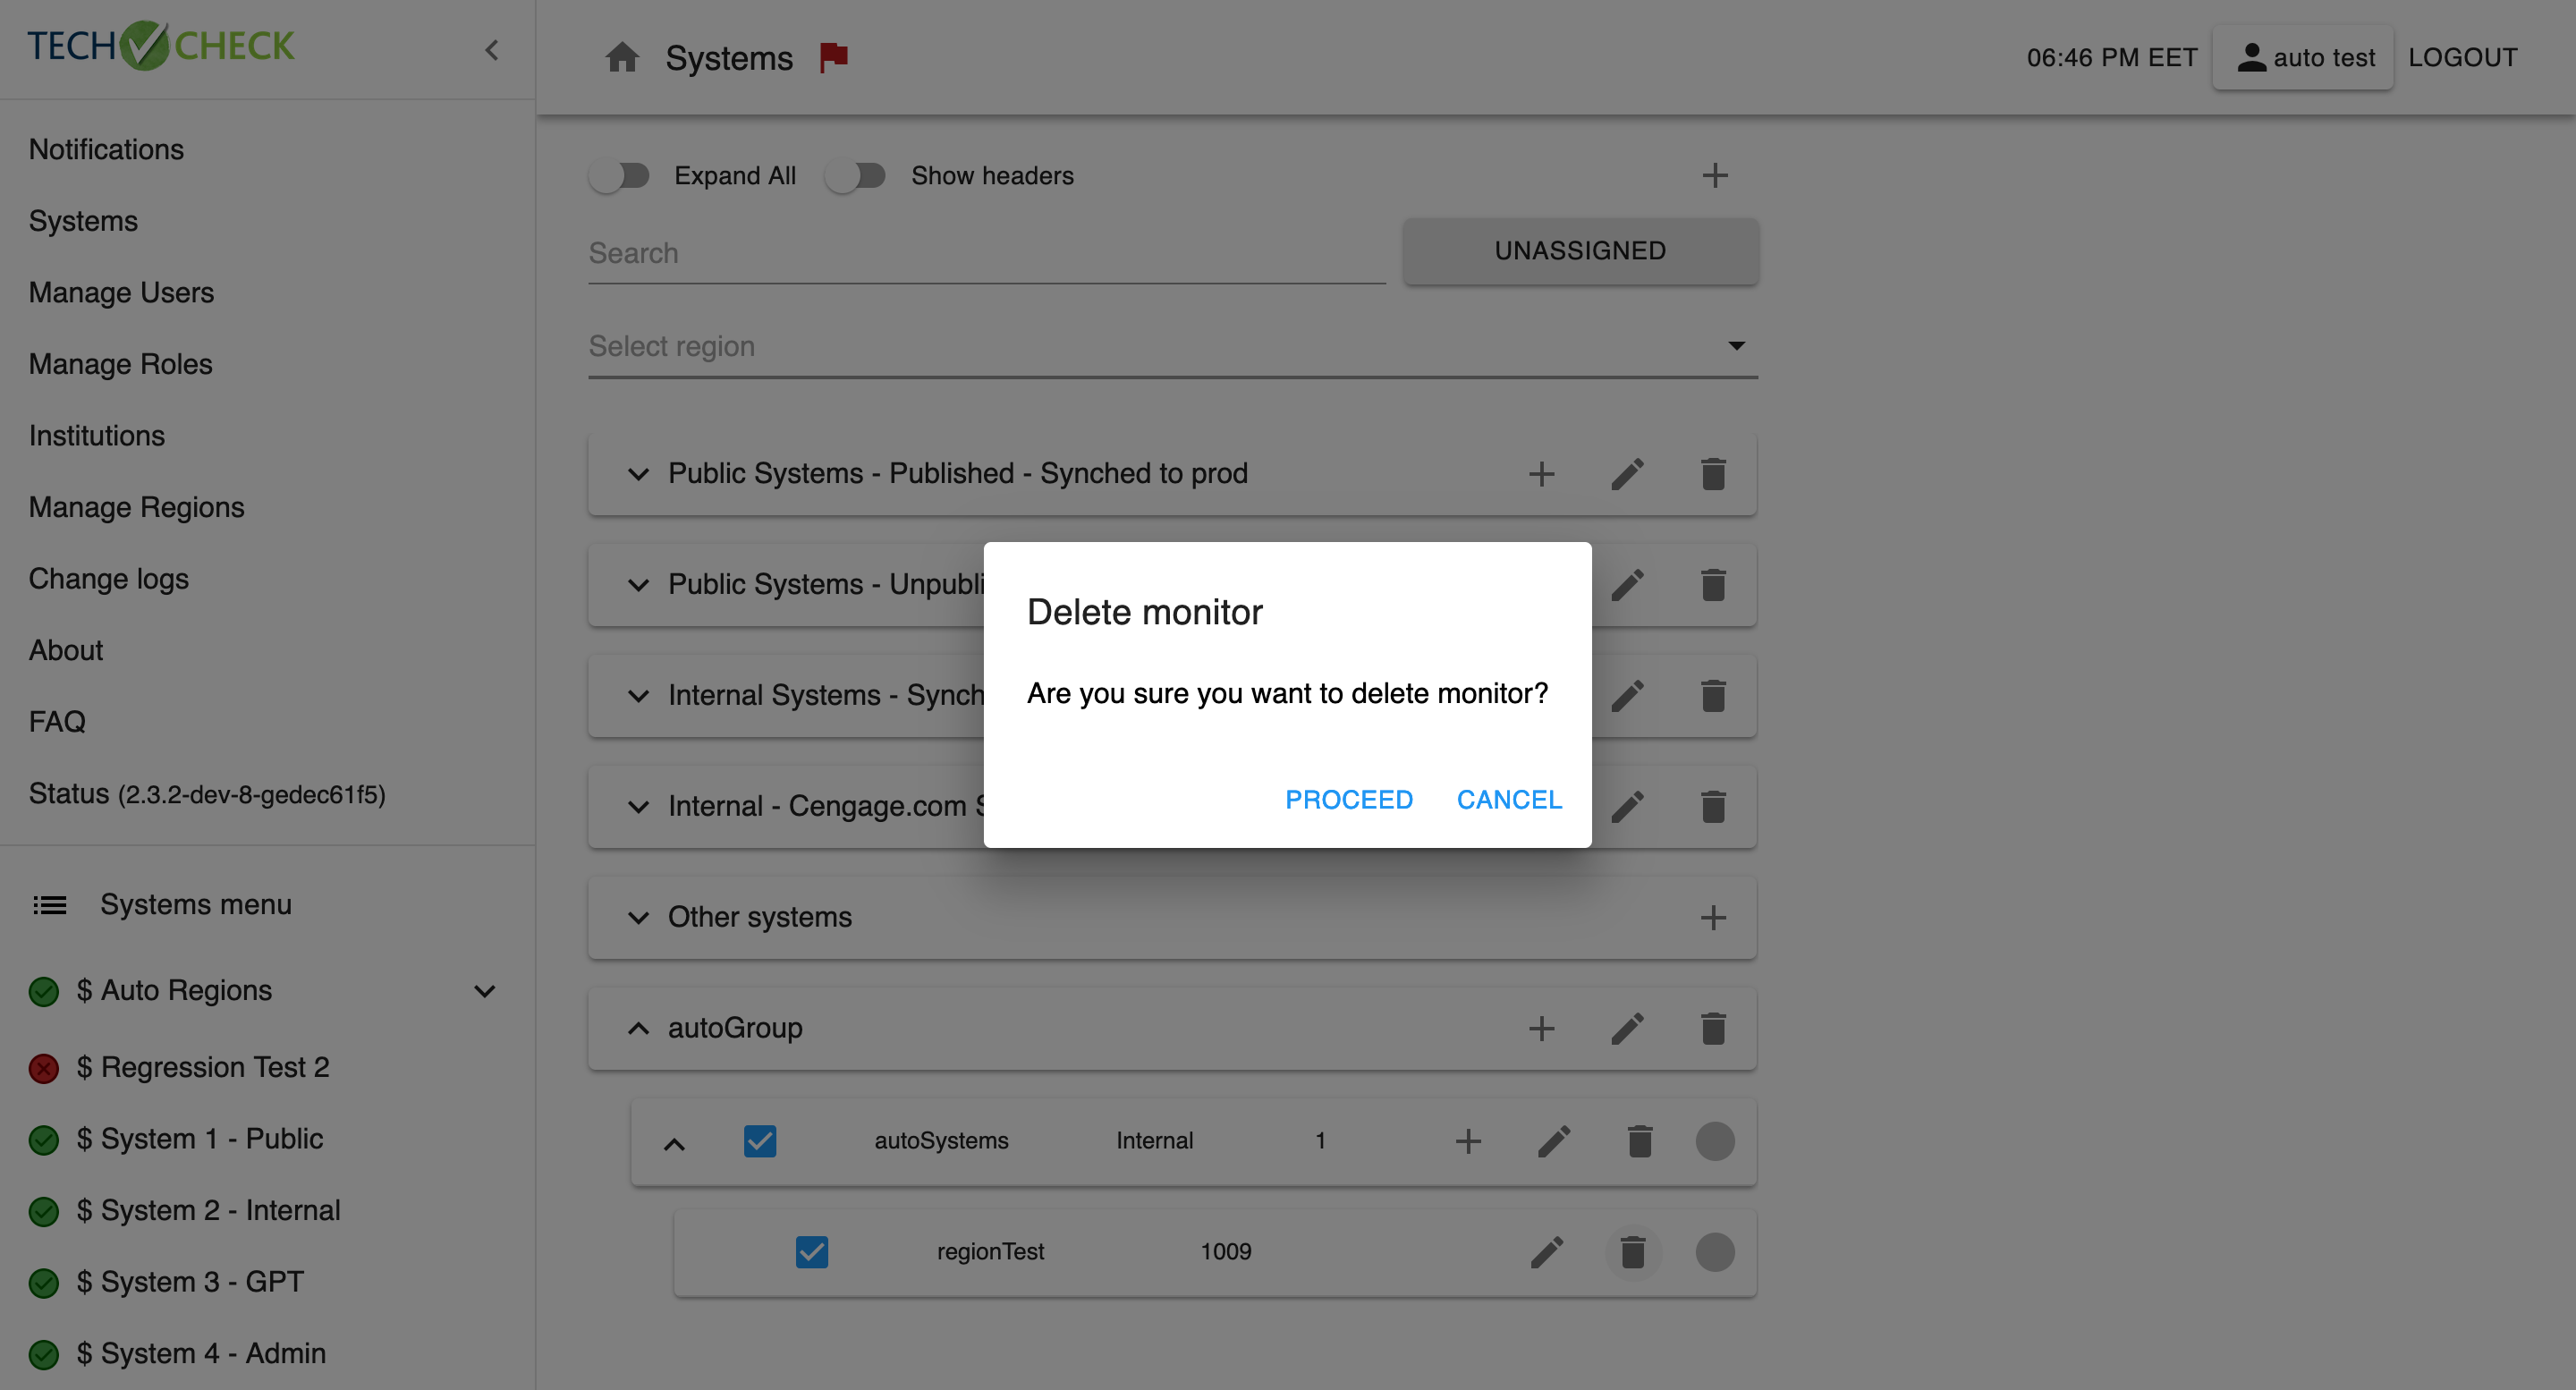 TECH CHECK
Notifications
Systems
Manage Users
Manage Roles
Institutions
Manage Regions
Change logs
About
FAQ
Status (2.3.2-dev-8-gedec61f5)
Systems menu
$ Auto Regions
$ Regression Test 2
$ System 1 - Public
$ System 2 - Internal
$ System 3 - GPT
$ System 4 - Admin
Systems
06:46 PM EET
auto test
LOGOUT
Expand All
Show headers
Search
UNASSIGNED
Select region
Public Systems - Published - Synched to prod
Public Systems - Unpubli
Internal Systems - Synch
Internal - Cengage.com S
Other systems
autoGroup
autoSystems Internal 1
regionTest 1009
Delete monitor
Are you sure you want to delete monitor?
PROCEED CANCEL